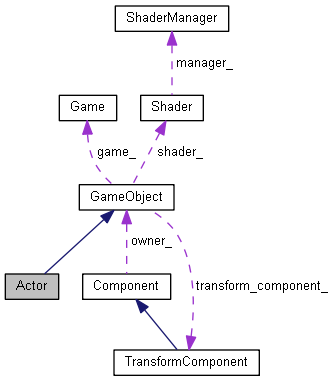 ShaderManager
manager_
Game
Shader
game_
shader_
GameObject
owner_
Actor
Component
transform_component_
TransformComponent